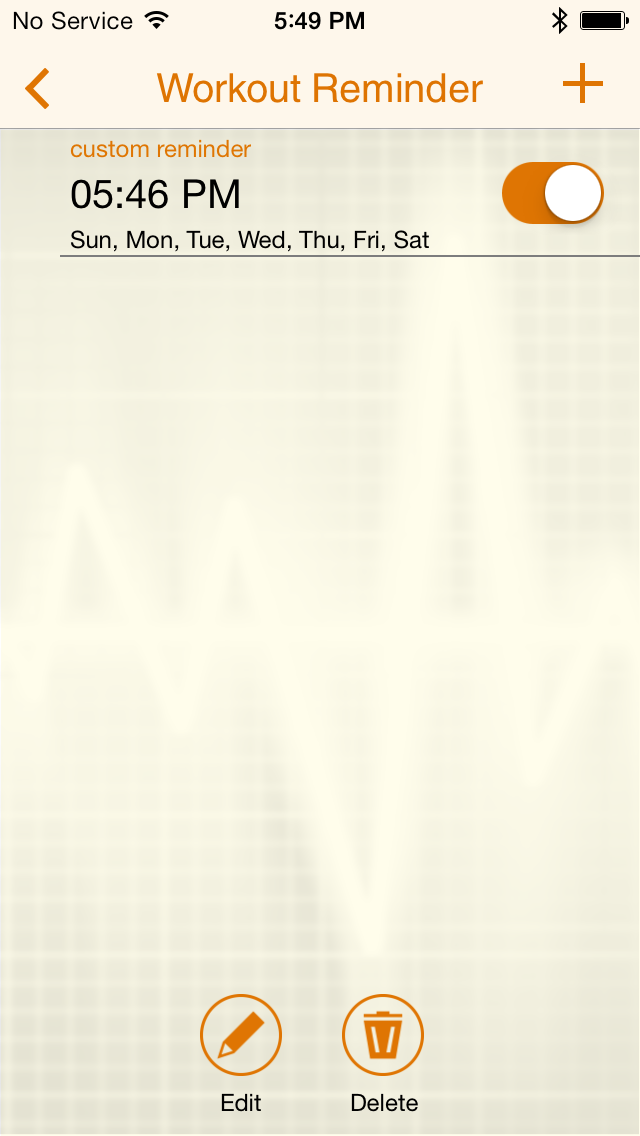 No Service 5:49 PM
Workout Reminder
custom reminder
05:46 PM
Sun, Mon, Tue, Wed, Thu, Fri, Sat
Edit Delete